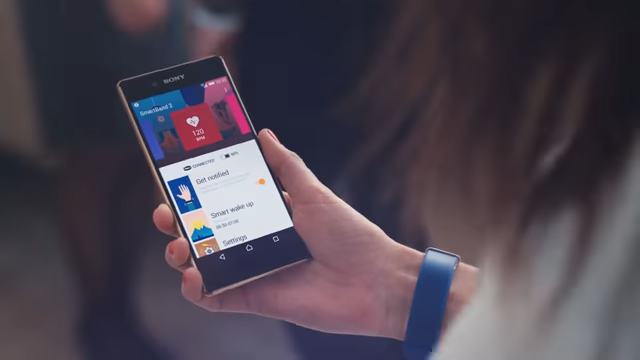 SONY
SmartBand 2
120
BPM
CONNECTED
Get notified
Smart wake up
Settings